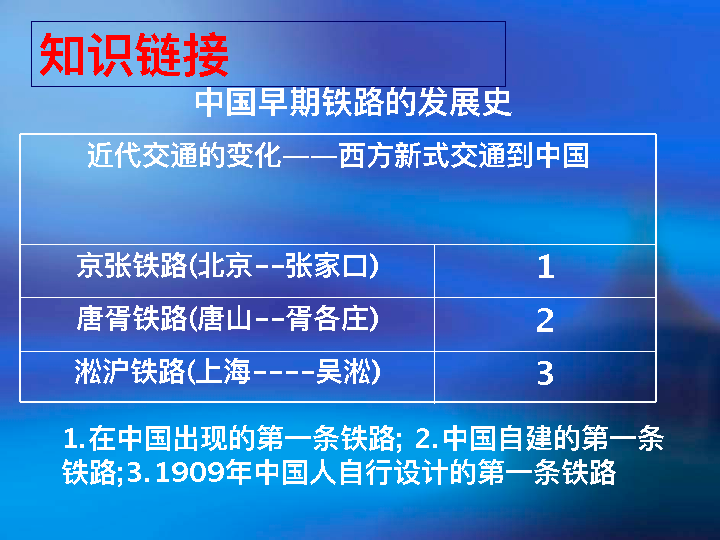 知识链接
中国早期铁路的发展史
近代交通的变化——西方新式交通到中国
京张铁路(北京--张家口) 1
唐胥铁路(唐山--胥各庄) 2
淞沪铁路(上海----吴淞) 3
1.在中国出现的第一条铁路; 2.中国自建的第一条
铁路;3.1909年中国人自行设计的第一条铁路